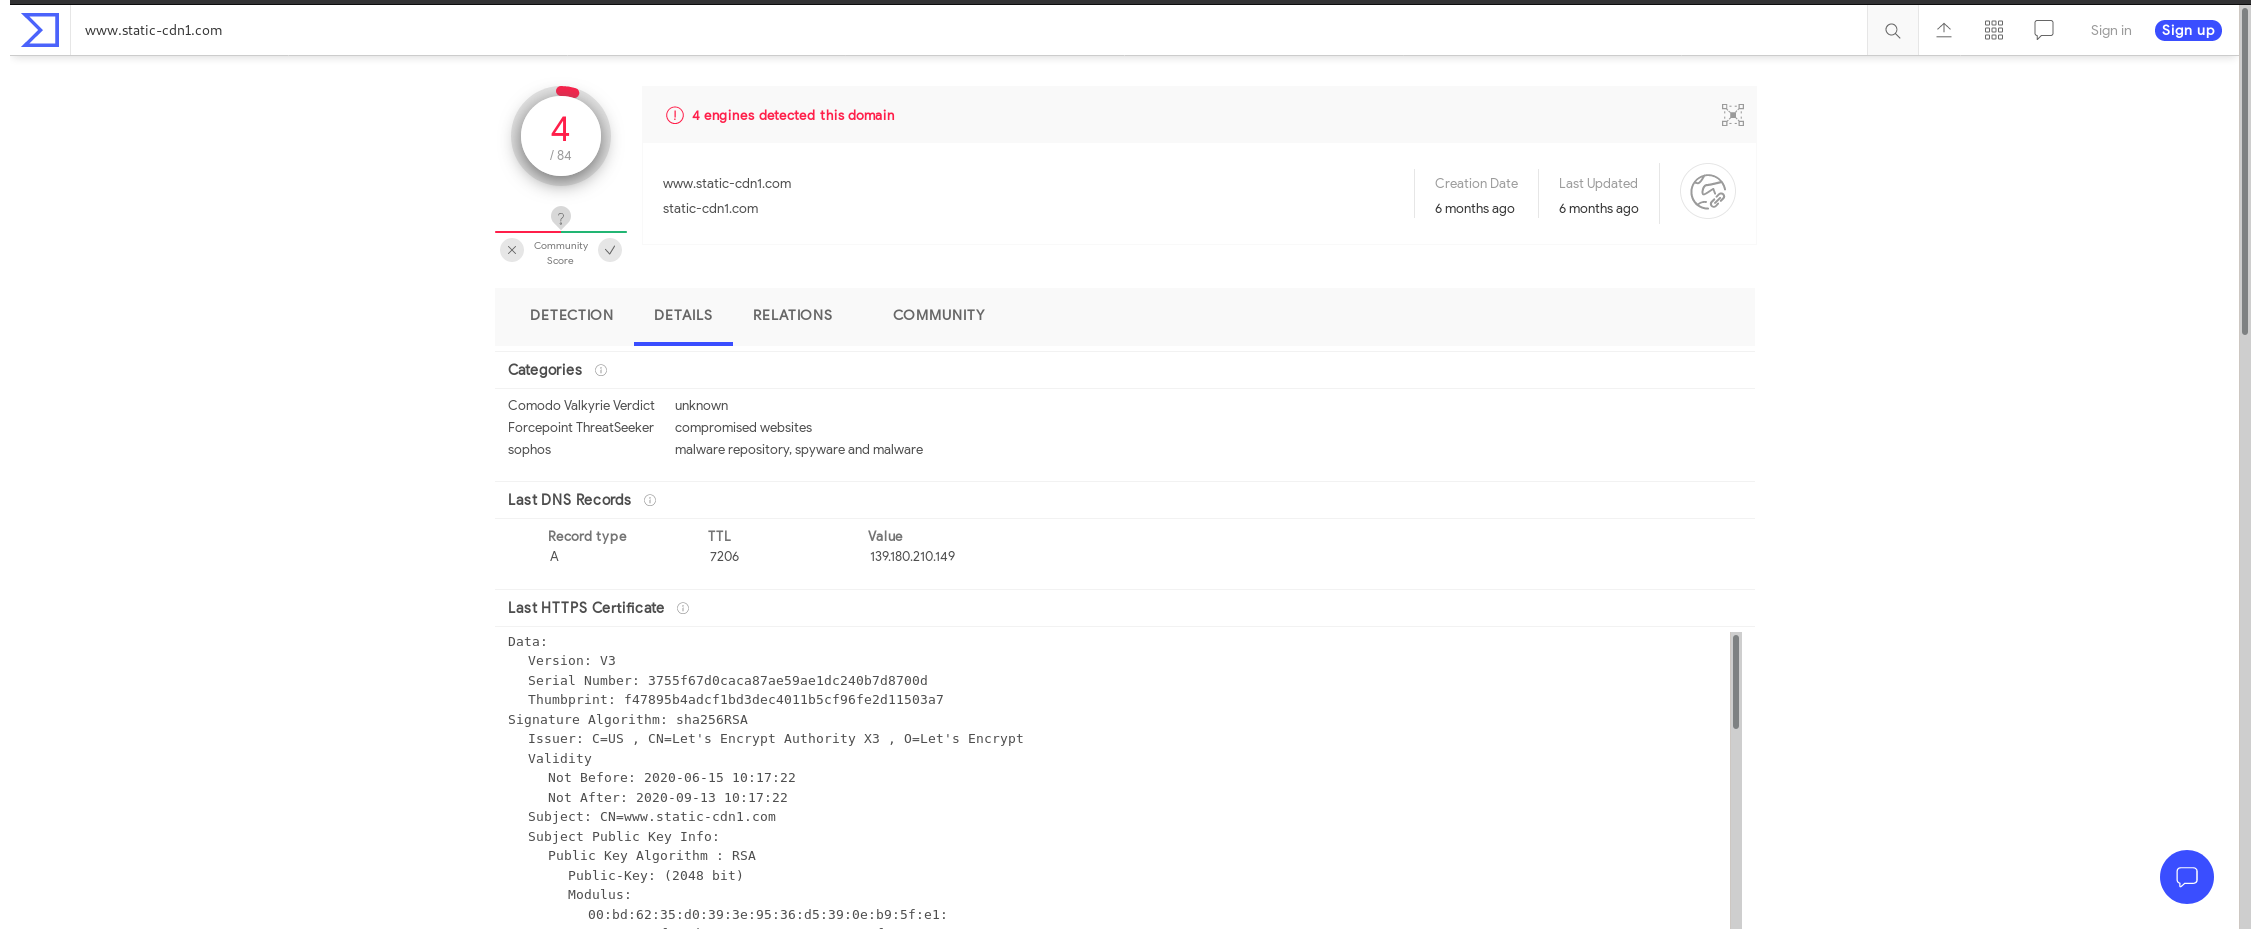 www.static-cdn1.com
Sign in
Sign up
4
/ 84
?
Community
Score
4 engines detected this domain
www.static-cdn1.com
static-cdn1.com
Creation Date
6 months ago
Last Updated
6 months ago
DETECTION DETAILS RELATIONS COMMUNITY
Categories
Comodo Valkyrie Verdict unknown
Forcepoint ThreatSeeker compromised websites
sophos malware repository, spyware and malware
Last DNS Records
Record type TTL Value
A 7206 139.180.210.149
Last HTTPS Certificate
Data:
Version: V3
Serial Number: 3755f67d0caca87ae59ae1dc240b7d8700d
Thumbprint: f47895b4adcf1bd3dec4011b5cf96fe2d11503a7
Signature Algorithm: sha256RSA
Issuer: C=US , CN=Let's Encrypt Authority X3 , O=Let's Encrypt
Validity
Not Before: 2020-06-15 10:17:22
Not After: 2020-09-13 10:17:22
Subject: CN=www.static-cdn1.com
Subject Public Key Info:
Public Key Algorithm : RSA
Public-Key: (2048 bit)
Modulus:
00:bd:62:35:d0:39:3e:95:36:d5:39:0e:b9:5f:e1: